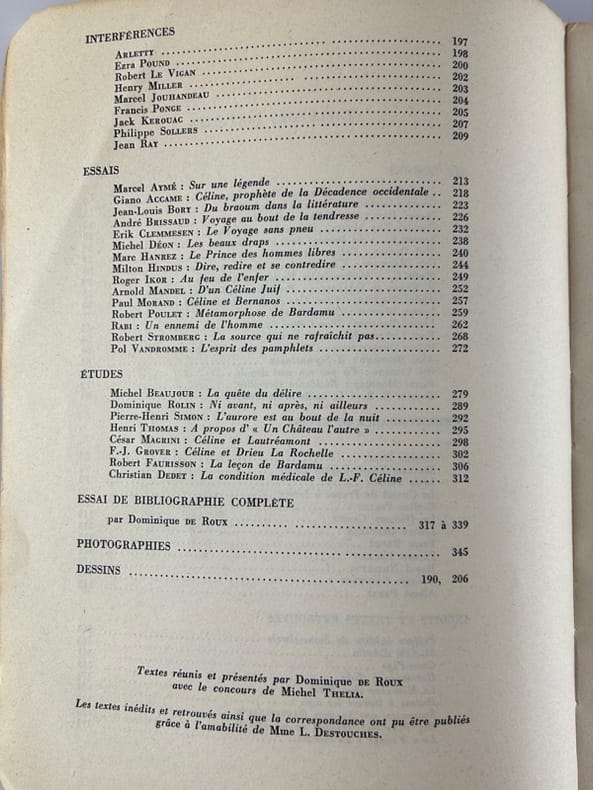 INTERFÉRENCES
ARLETTY ........................................ 197
Ezra POUND ........................................ 198
Robert LE VIGAN ........................................ 200
Henry MILLER ........................................ 202
Marcel JOUHANDEAU ........................................ 203
Francis PONGE ........................................ 204
Jack KEROUAC ........................................ 205
Philippe SOLLERS ........................................ 207
Jean RAY ........................................ 209
ESSAIS
Marcel AYMÉ : Sur une légende .............................. 213
Giano ACCAME : Céline, prophète de la Décadence occidentale .. 218
Jean-Louis BORY : Du braoum dans la littérature .............. 223
André BRISSAUD : Voyage au bout de la tendresse .............. 226
Erik CLEMMESEN : Le Voyage sans pneu .................... 232
Michel DÉON : Les beaux draps .............................. 238
Marc HANREZ : Le Prince des hommes libres .................. 240
Milton HINDUS : Dire, redire et se contredire ................ 244
Roger IKOR : Au feu de l'enfer .............................. 249
Arnold MANDEL : D'un Céline Juif .......................... 252
Paul MORAND : Céline et Bernanos .......................... 257
Robert POULET : Métamorphose de Bardamu .................. 259
RABI : Un ennemi de l'homme .............................. 262
Robert STROMBERG : La source qui ne rafraîchit pas............ 268
Pol VANDROMME : L'esprit des pamphlets .................... 272
ÉTUDES
Michel BEAUJOUR : La quête du délire ........................ 279
Dominique ROLIN : Ni avant, ni après, ni ailleurs ............ 289
Pierre-Henri SIMON : L'aurore est au bout de la nuit .......... 292
Henri THOMAS : A propos d' « Un Château l'autre » ............ 295
César MAGRINI : Céline et Lautréamont ...................... 298
F.-J. GROVER : Céline et Drieu La Rochelle .................. 302
Robert FAURISSON : La leçon de Bardamu .................... 306
Christian DEDET : La condition médicale de L.-F. Céline ...... 312
ESSAI DE BIBLIOGRAPHIE COMPLÈTE
par Dominique DE ROUX .............................. 317 à 339
PHOTOGRAPHIES ........................................ 345
DESSINS ........................................ 190, 206
Textes réunis et présentés par Dominique DE ROUX
avec le concours de Michel THELIA.
Les textes inédits et retrouvés ainsi que la correspondance ont pu être publiés
grâce à l'amabilité de Mme L. DESTOUCHES.